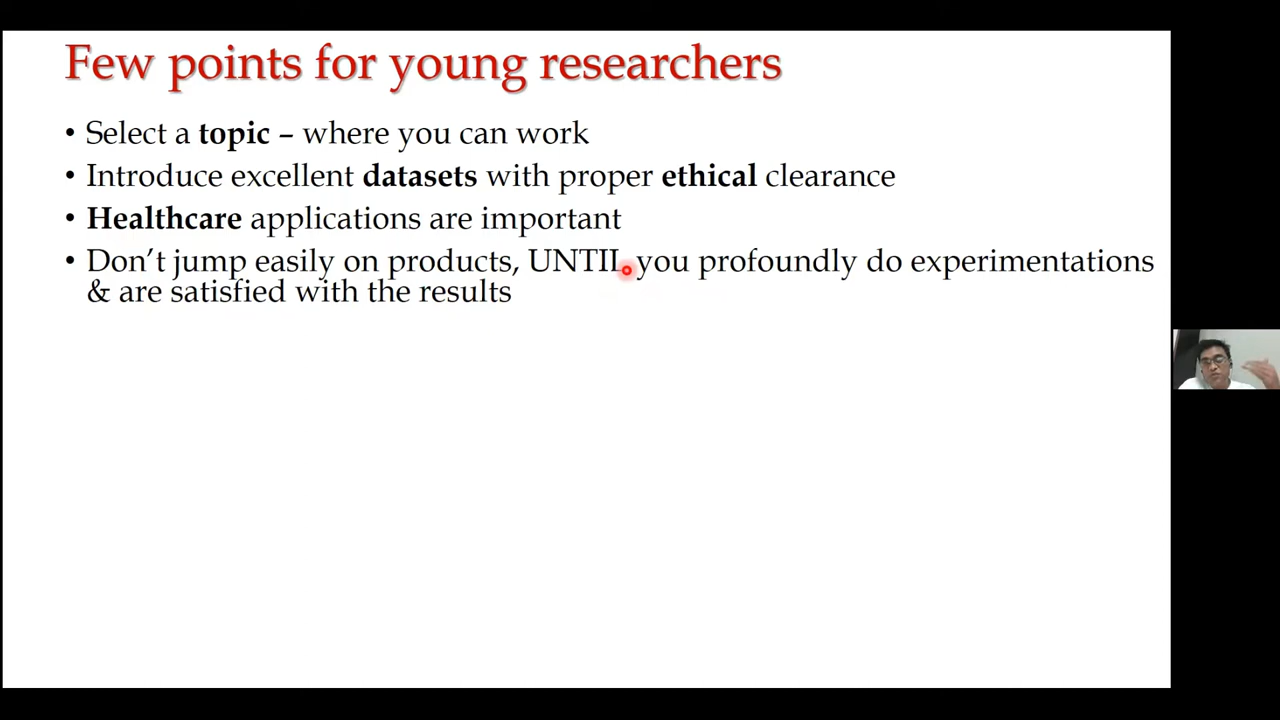 Few points for young researchers
• Select a topic – where you can work
• Introduce excellent datasets with proper ethical clearance
• Healthcare applications are important
• Don’t jump easily on products, UNTIL you profoundly do experimentations
& are satisfied with the results